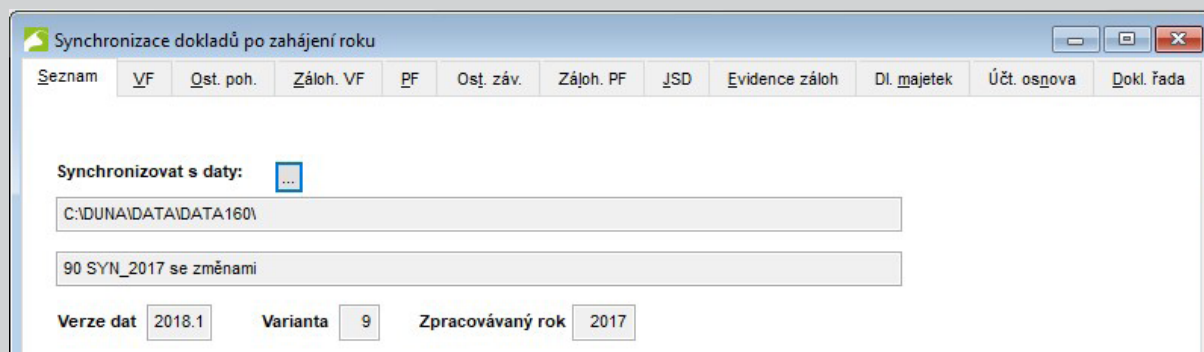 Synchronizace dokladů po zahájení roku
Seznam VF Ost. poh. Záloh. VF PF Ost. záv. Záloh. PF JSD Evidence záloh Dl. majetek Účt. osnova Dokl. řada
Synchronizovat s daty: ...
C:\DUNA\DATA\DATA160\
90 SYN_2017 se změnami
Verze dat 2018.1 Varianta 9 Zpracovávaný rok 2017